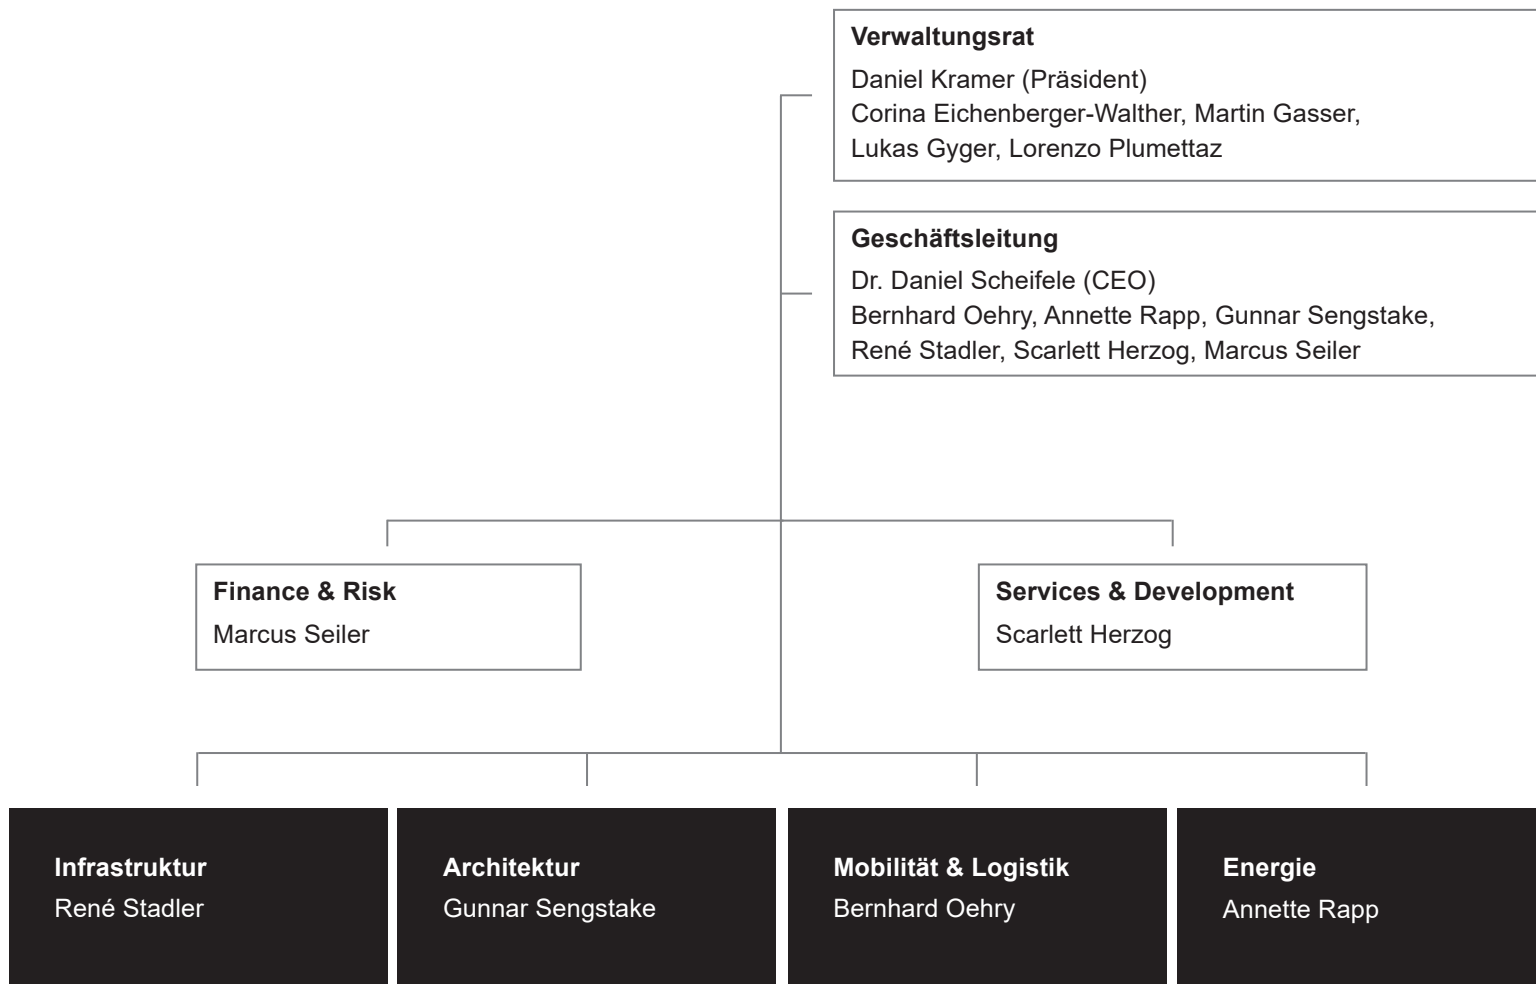 Verwaltungsrat
Daniel Kramer (Präsident)
Corina Eichenberger-Walther, Martin Gasser,
Lukas Gyger, Lorenzo Plumettaz
Geschäftsleitung
Dr. Daniel Scheifele (CEO)
Bernhard Oehry, Annette Rapp, Gunnar Sengstake,
René Stadler, Scarlett Herzog, Marcus Seiler
Finance & Risk
Marcus Seiler
Services & Development
Scarlett Herzog
Infrastruktur
René Stadler
Architektur
Gunnar Sengstake
Mobilität & Logistik
Bernhard Oehry
Energie
Annette Rapp